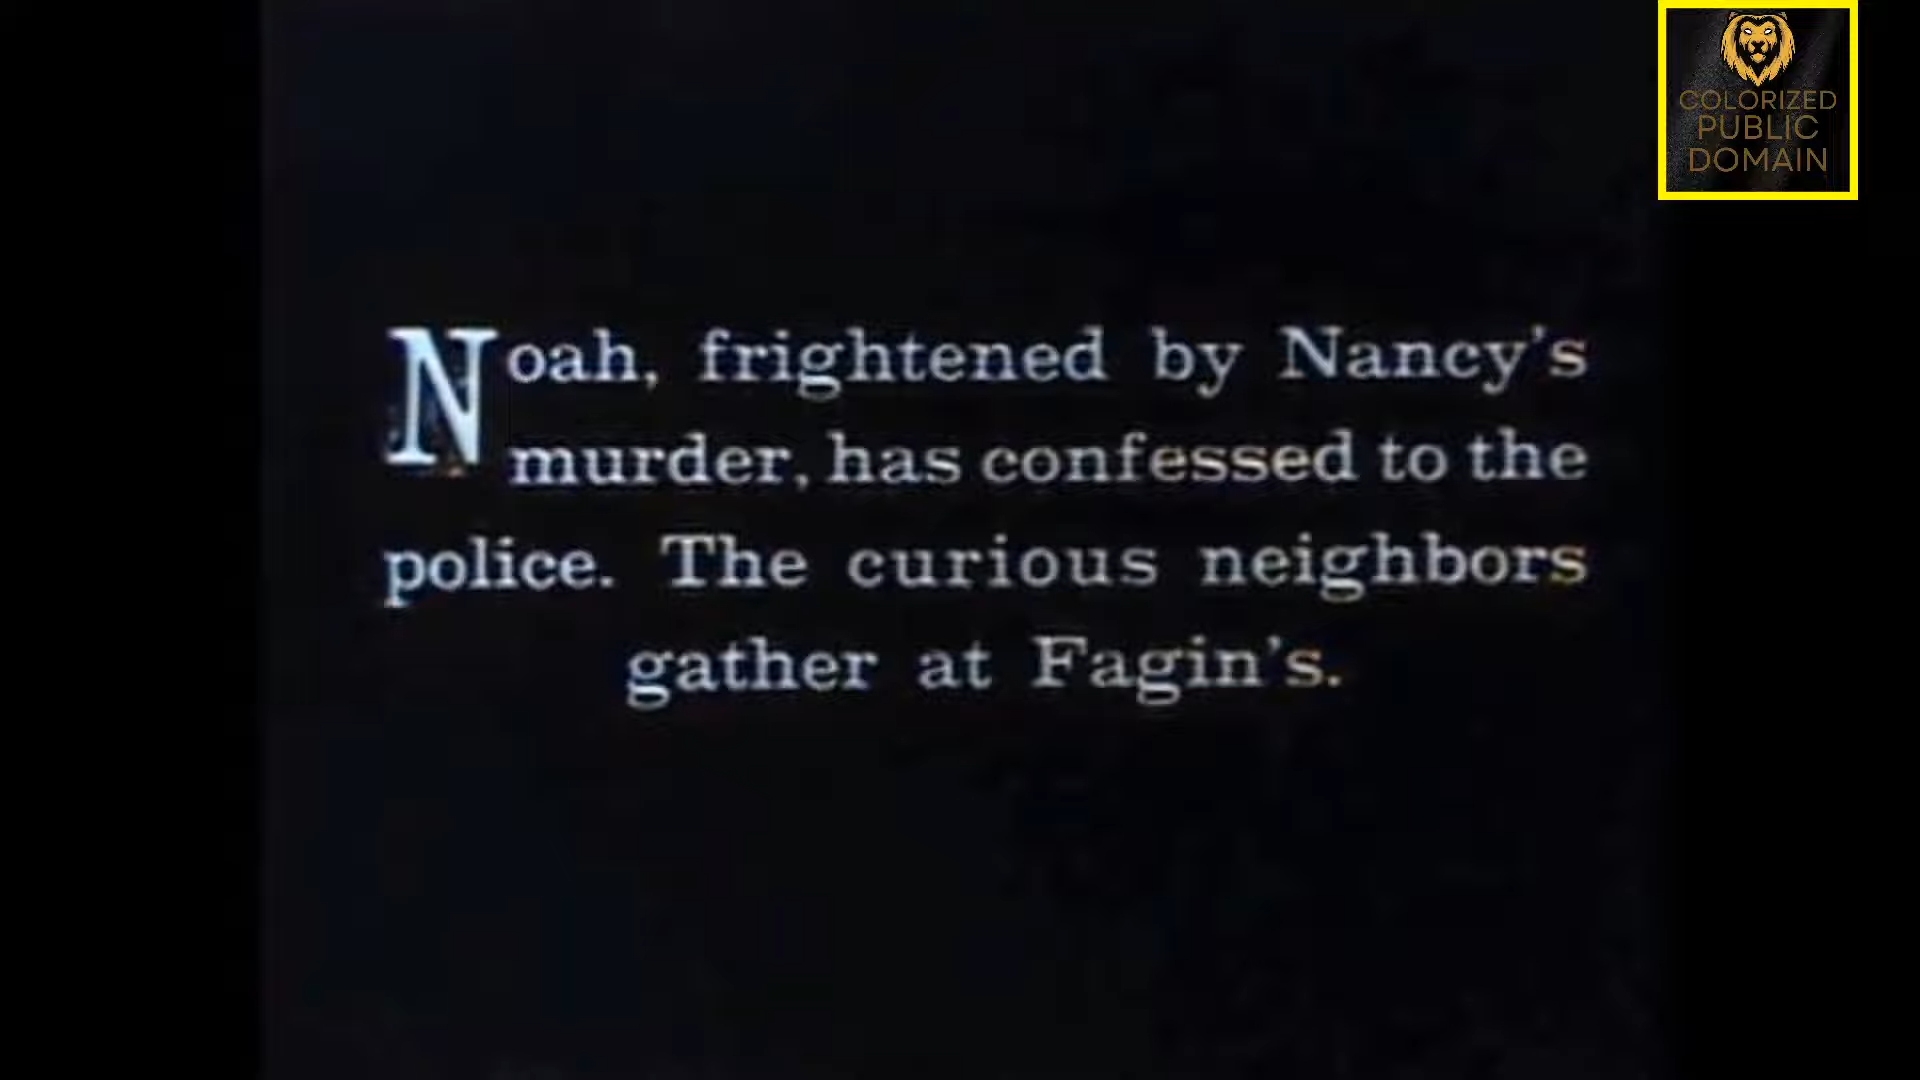 COLORIZED
PUBLIC
DOMAIN
Noah, frightened by Nancy's
murder, has confessed to the
police. The curious neighbors
gather at Fagin's.